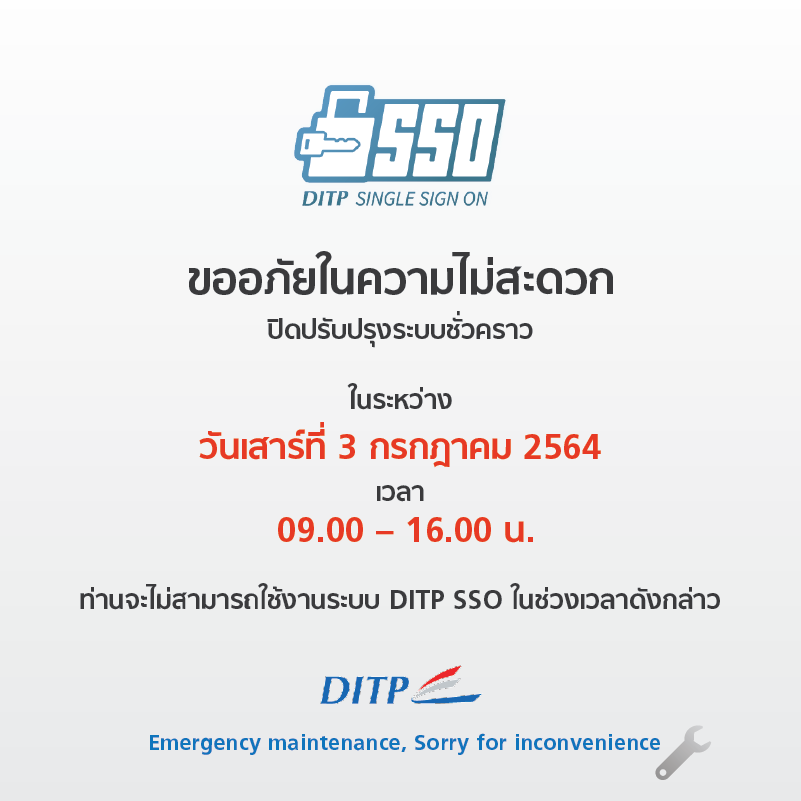 SSO
DITP SINGLE SIGN ON
ขออภัยในความไม่สะดวก
ปิดปรับปรุงระบบชั่วคราว
ในระหว่าง
วันเสาร์ที่ 3 กรกฎาคม 2564
เวลา
09.00 – 16.00 น.
ท่านจะไม่สามารถใช้งานระบบ DITP SSO ในช่วงเวลาดังกล่าว
DITP
Emergency maintenance, Sorry for inconvenience